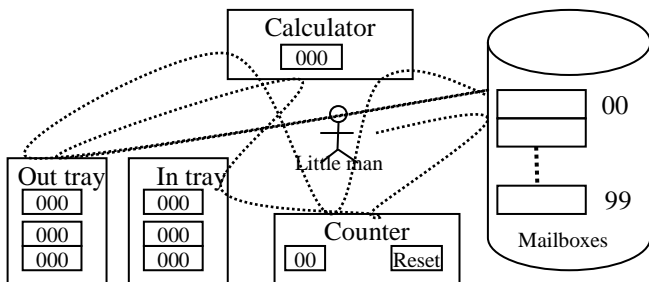 Calculator
000
00
Little man
Out tray
000
000
000
In tray
000
000
000
Counter
00
Reset
99
Mailboxes